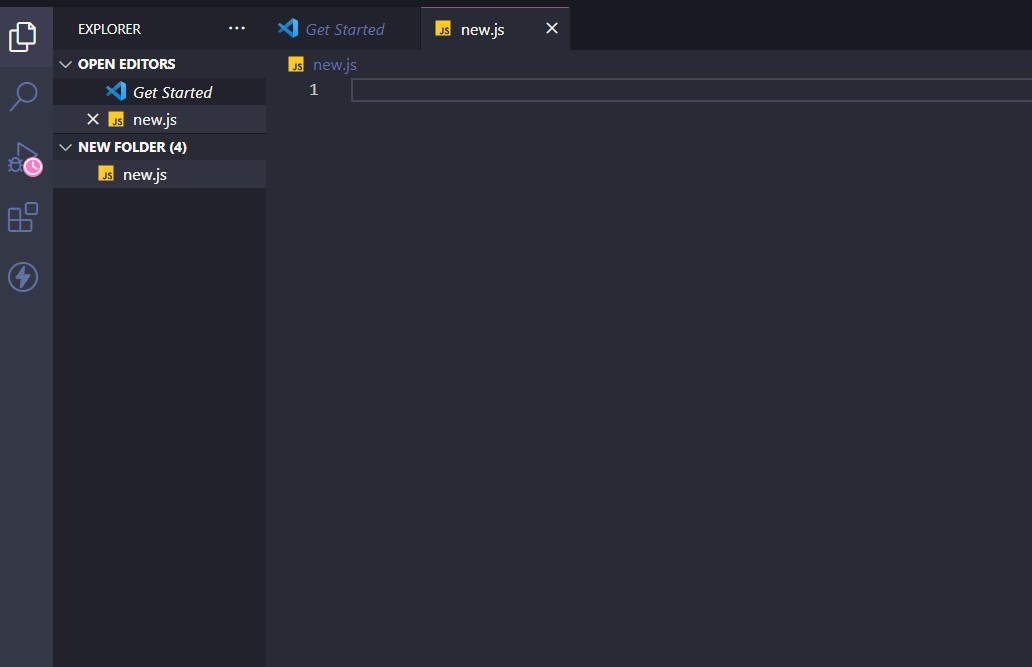 EXPLORER
Get Started
JS new.js
OPEN EDITORS
Get Started
JS new.js
NEW FOLDER (4)
JS new.js
JS new.js
1